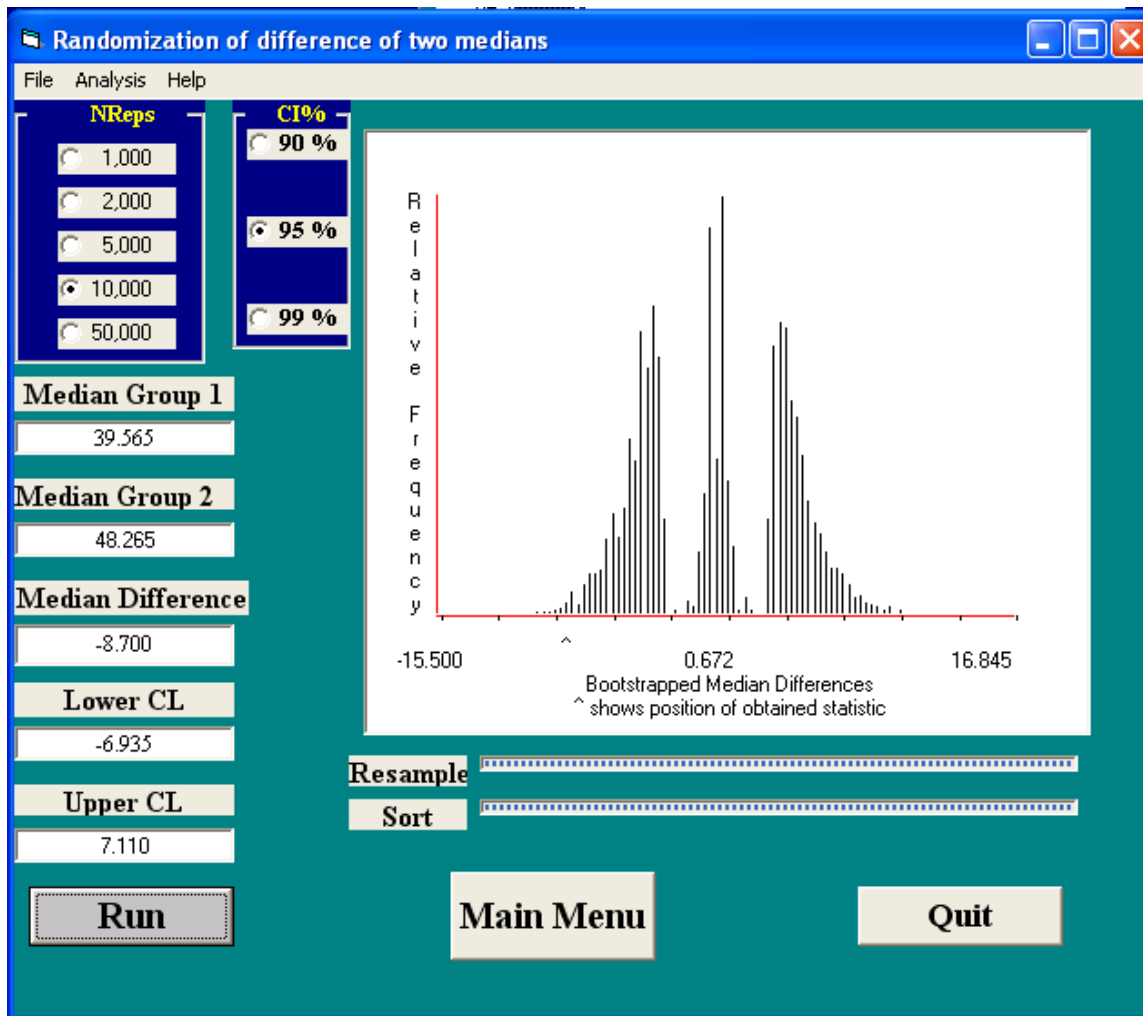 Randomization of difference of two medians
File Analysis Help
NReps
1,000
2,000
5,000
10,000
50,000
CI%
90 %
95 %
99 %
Median Group 1
39.565
Median Group 2
48.265
Median Difference
-8.700
Lower CL
-6.935
Upper CL
7.110
Relative Frequency
-15.500 0.672 16.845
Bootstrapped Median Differences
^ shows position of obtained statistic
Resample
Sort
Run
Main Menu
Quit